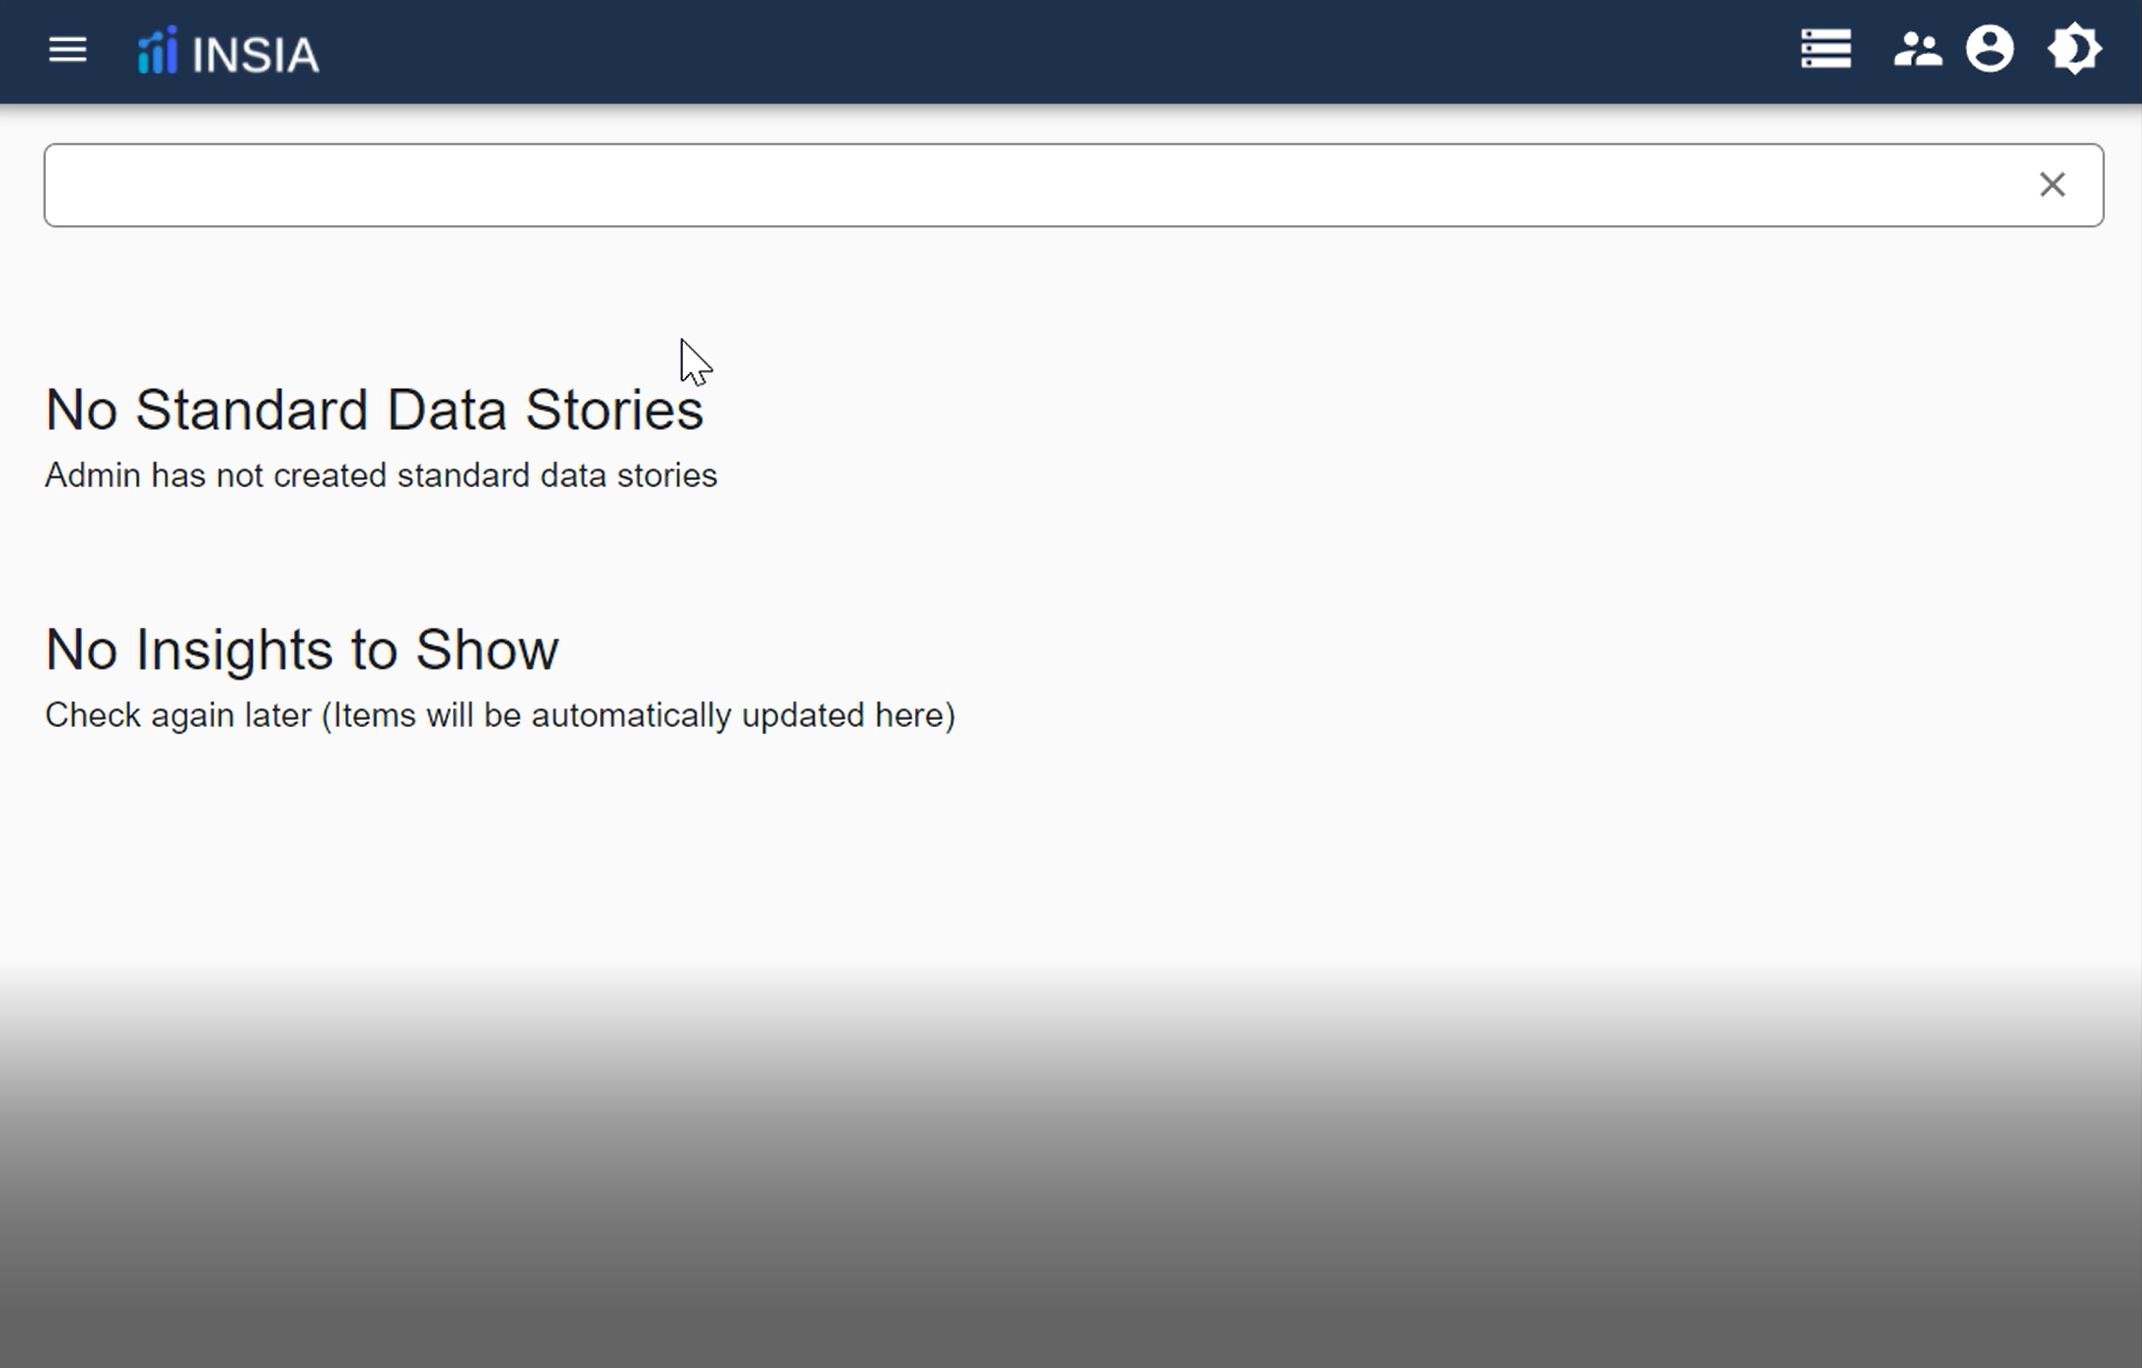 INSIA
No Standard Data Stories
Admin has not created standard data stories
No Insights to Show
Check again later (Items will be automatically updated here)